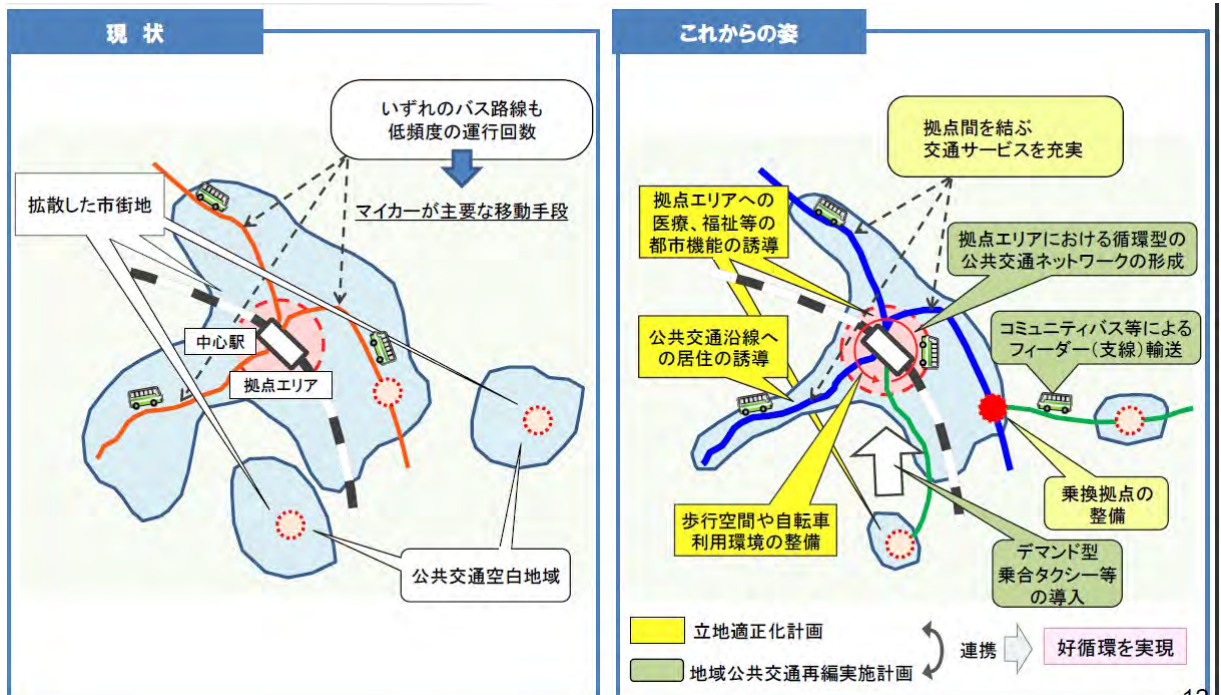 現 状
いずれのバス路線も
低頻度の運行回数
マイカーが主要な移動手段
拡散した市街地
中心駅
拠点エリア
公共交通空白地域
これからの姿
拠点間を結ぶ
交通サービスを充実
拠点エリアへの
医療、福祉等の
都市機能の誘導
拠点エリアにおける循環型の
公共交通ネットワークの形成
公共交通沿線へ
の居住の誘導
コミュニティバス等による
フィーダー(支線)輸送
歩行空間や自転車
利用環境の整備
乗換拠点の
整備
デマンド型
乗合タクシー等
の導入
立地適正化計画
地域公共交通再編実施計画
連携
好循環を実現